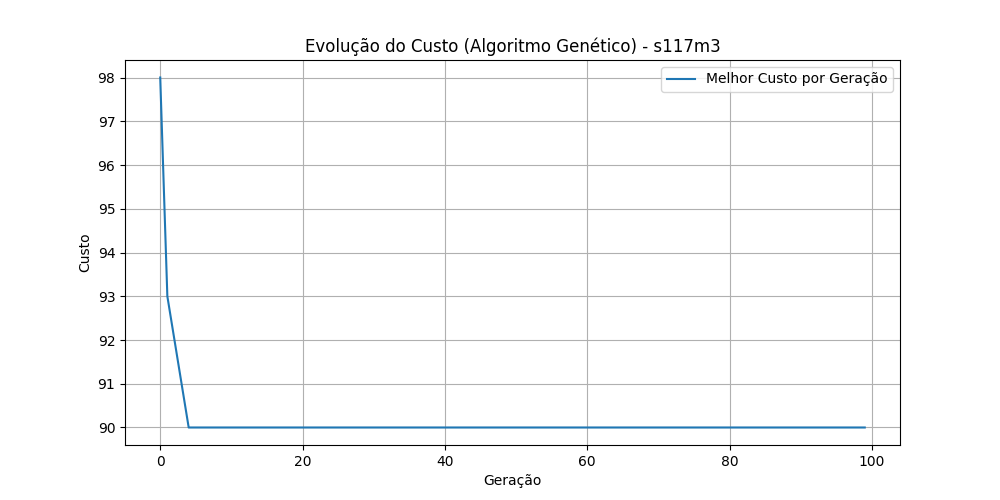 Evolução do Custo (Algoritmo Genético) - s117m3
Melhor Custo por Geração
98
97
96
95
94
93
92
91
90
Custo
0 20 40 60 80 100
Geração